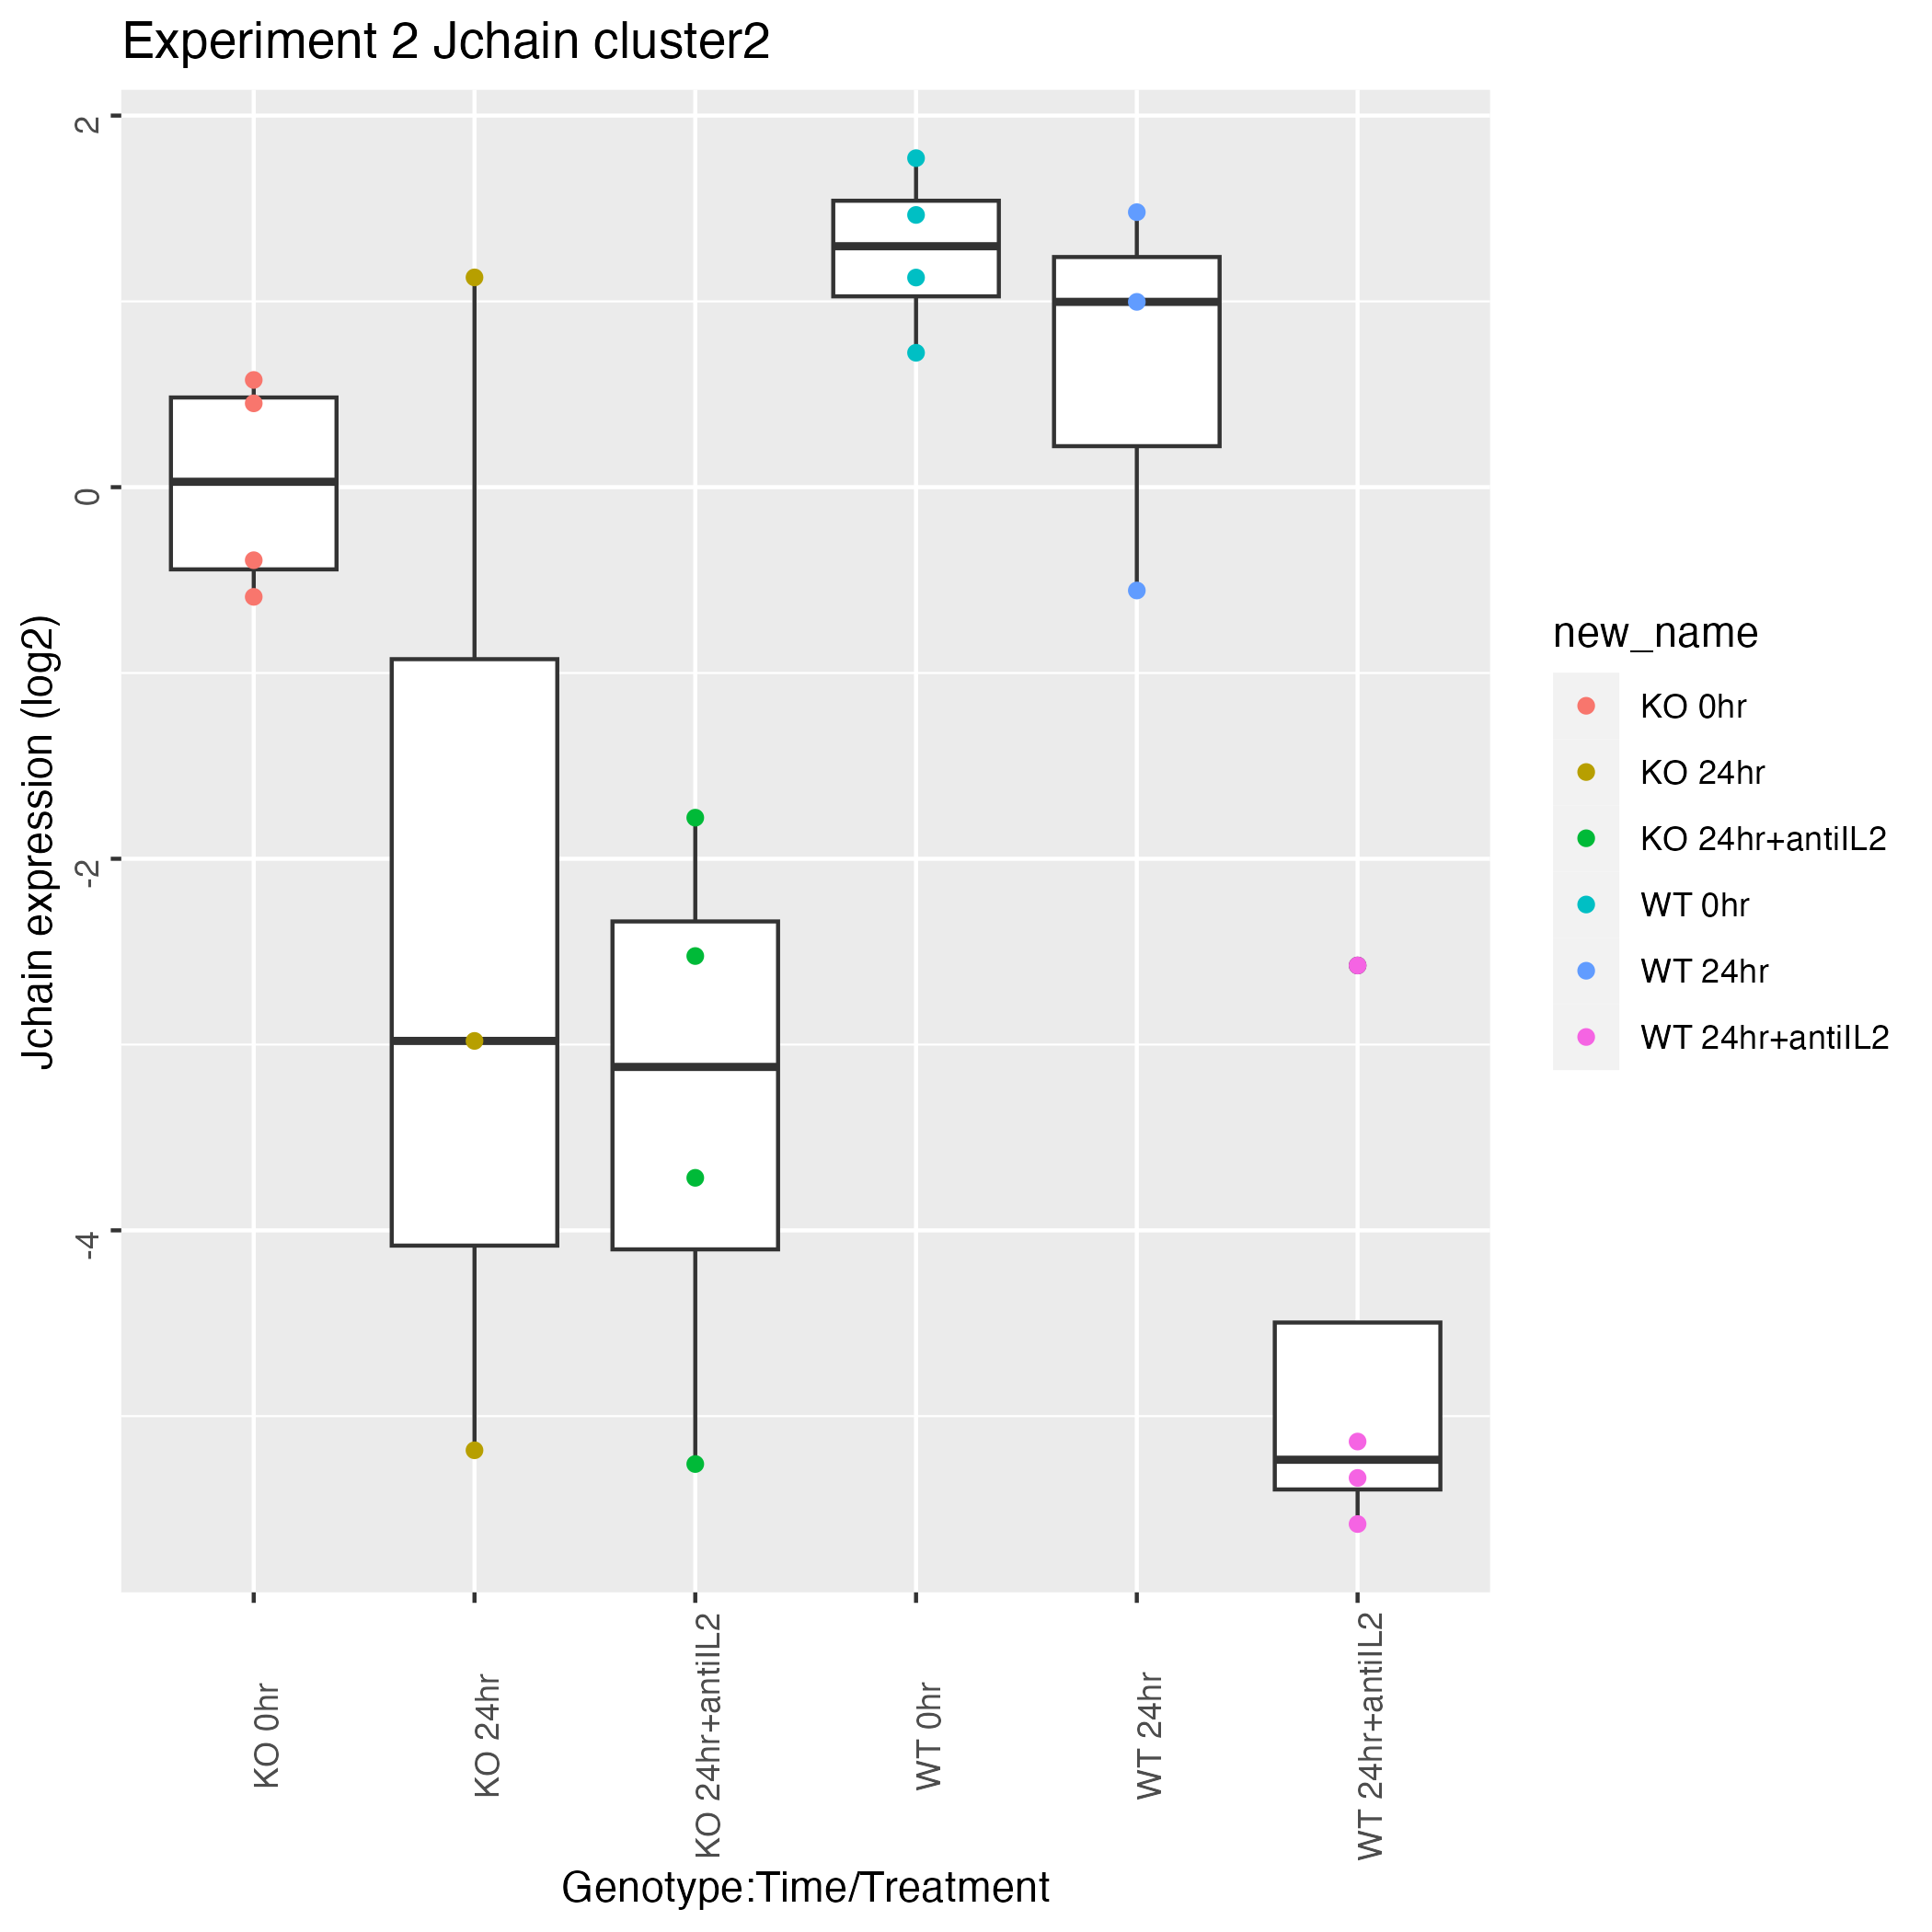 Experiment 2 Jchain cluster2
Jchain expression (log2)
2
0
-2
-4
KO 0hr
KO 24hr
KO 24hr+antiIL2
WT 0hr
WT 24hr
WT 24hr+antiIL2
Genotype:Time/Treatment
new_name
KO 0hr
KO 24hr
KO 24hr+antiIL2
WT 0hr
WT 24hr
WT 24hr+antiIL2